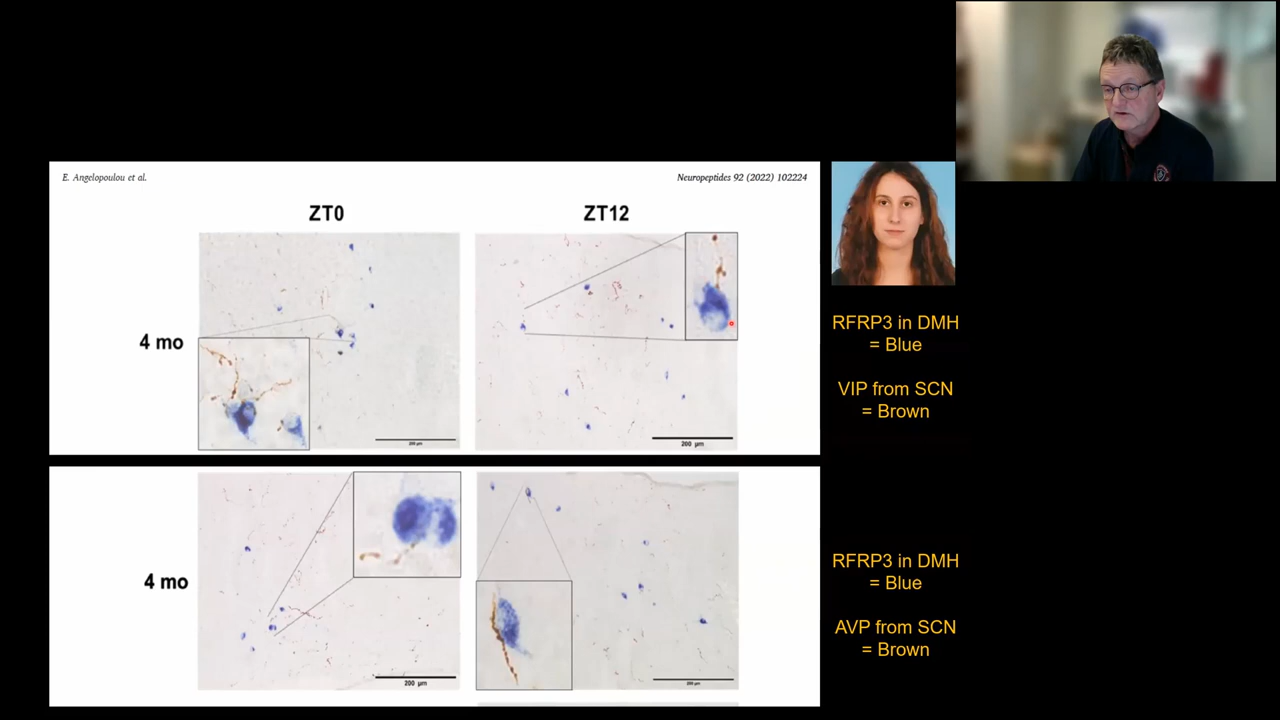 E. Angelopoulou et al.
Neuropeptides 92 (2022) 102224
ZT0
ZT12
4 mo
200 µm
200 µm
RFRP3 in DMH
= Blue
VIP from SCN
= Brown
4 mo
200 µm
200 µm
RFRP3 in DMH
= Blue
AVP from SCN
= Brown